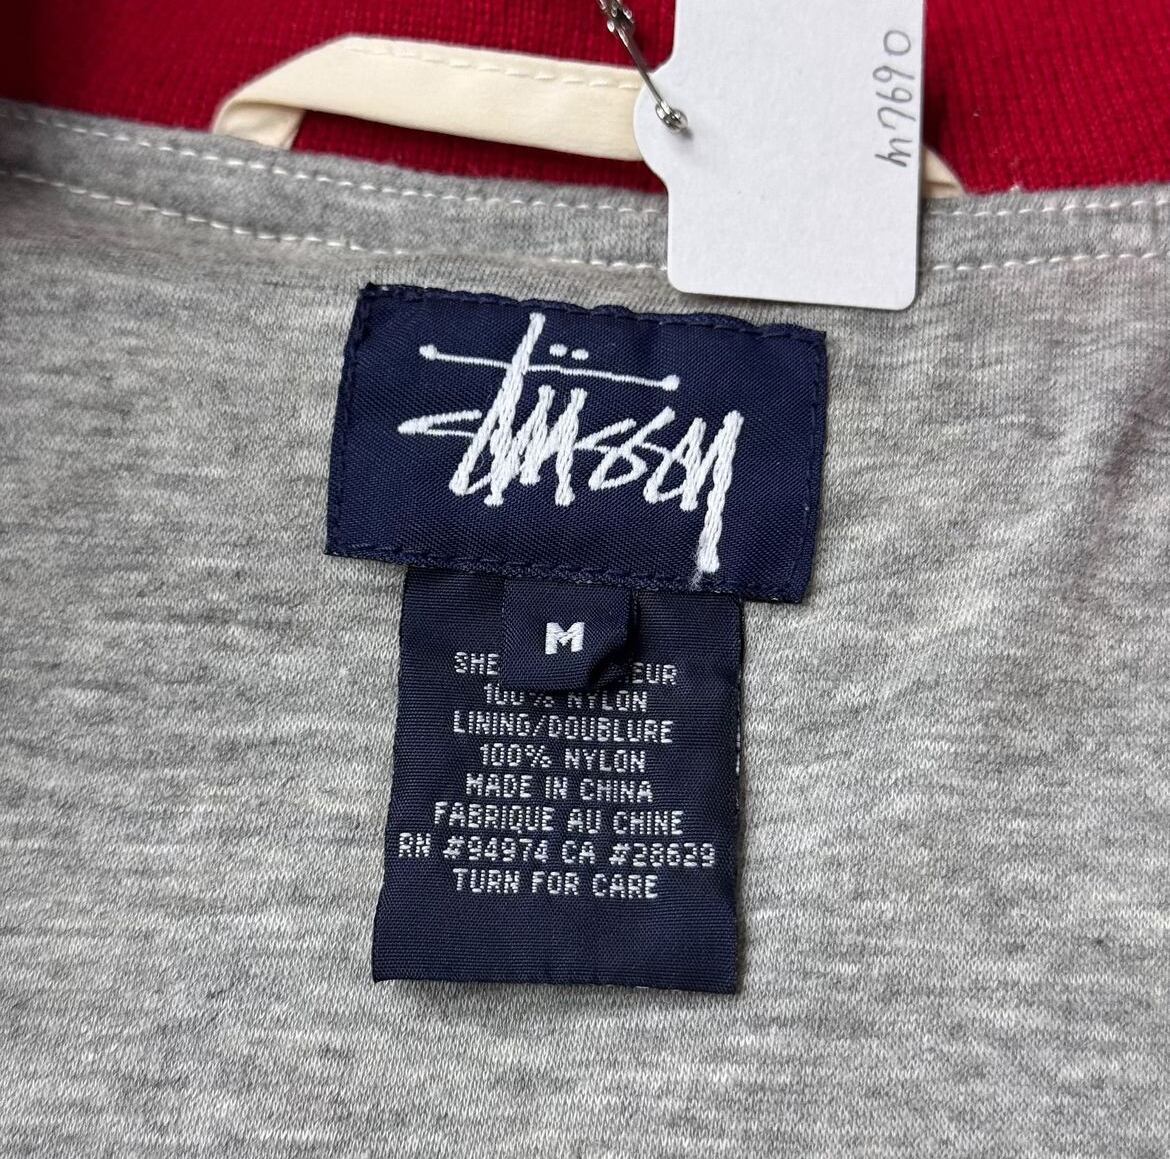 m7690
Stüssy
M
SHE EUR
100% NYLON
LINING/DOUBLURE
100% NYLON
MADE IN CHINA
FABRIQUE AU CHINE
RN #94974 CA #28629
TURN FOR CARE